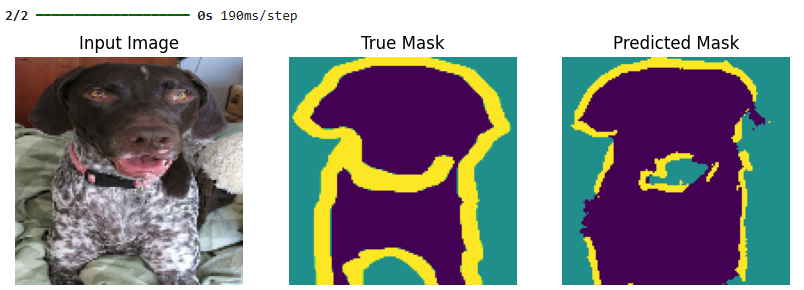 2/2 ━━━━━━━━━━━━━━━━━━━━ 0s 190ms/step
Input Image
True Mask
Predicted Mask